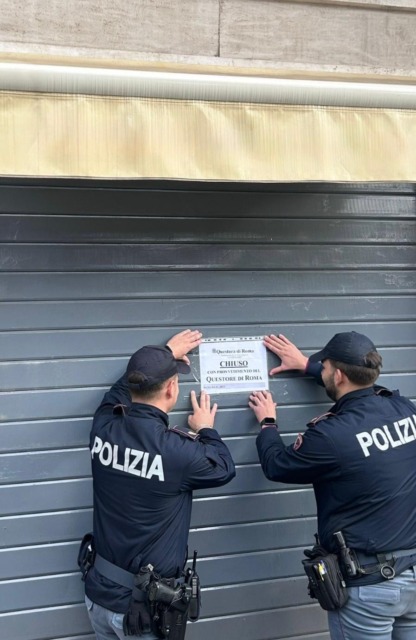 Questura di Roma
CHIUSO
CON PROVVEDIMENTO DEL
QUESTORE DI ROMA
POLIZIA
POLIZIA